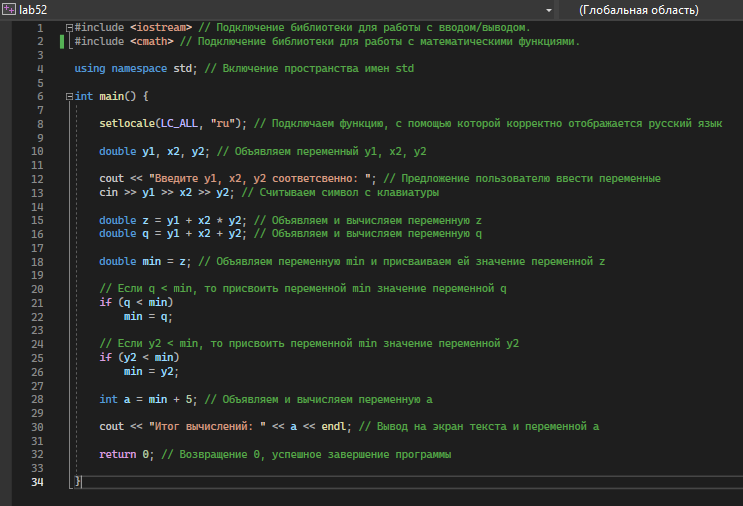 lab52 (Глобальная область)
1 #include <iostream> // Подключение библиотеки для работы с вводом/выводом.
2 #include <cmath> // Подключение библиотеки для работы с математическими функциями.
3
4 using namespace std; // Включение пространства имен std
5
6 int main() {
7
8 setlocale(LC_ALL, "ru"); // Подключаем функцию, с помощью которой корректно отображается русский язык
9
10 double y1, x2, y2; // Объявляем переменный y1, x2, y2
11
12 cout << "Введите y1, x2, y2 соответсвенно: "; // Предложение пользователю ввести переменные
13 cin >> y1 >> x2 >> y2; // Считываем символ с клавиатуры
14
15 double z = y1 + x2 * y2; // Объявляем и вычисляем переменную z
16 double q = y1 + x2 + y2; // Объявляем и вычисляем переменную q
17
18 double min = z; // Объявляем переменную min и присваиваем ей значение переменной z
19
20 // Если q < min, то присвоить переменной min значение переменной q
21 if (q < min)
22 min = q;
23
24 // Если y2 < min, то присвоить переменной min значение переменной y2
25 if (y2 < min)
26 min = y2;
27
28 int a = min + 5; // Объявляем и вычисляем переменную a
29
30 cout << "Итог вычислений: " << a << endl; // Вывод на экран текста и переменной a
31
32 return 0; // Возвращение 0, успешное завершение программы
33
34 }